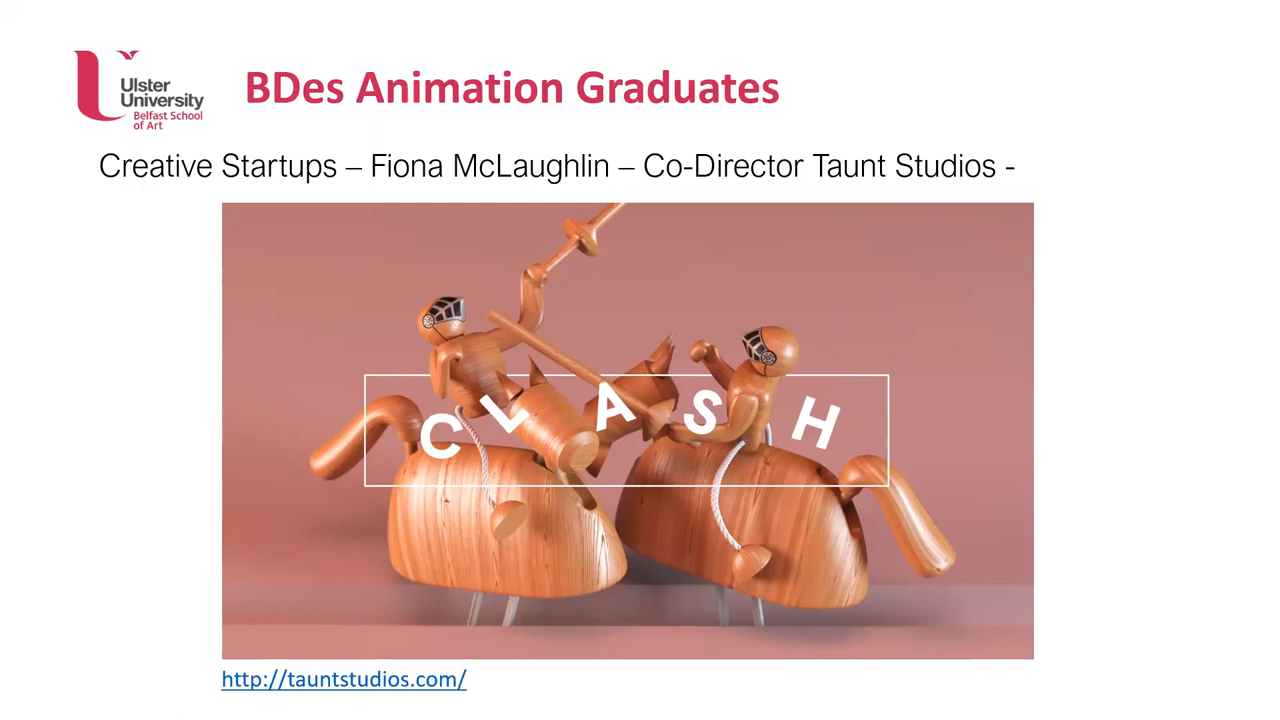 Ulster
University
Belfast School
of Art
BDes Animation Graduates
Creative Startups – Fiona McLaughlin – Co-Director Taunt Studios -
CLASH
http://tauntstudios.com/